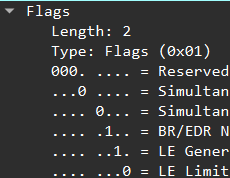 Flags
Length: 2
Type: Flags (0x01)
000. .... = Reserved
...0 .... = Simultan
.... 0... = Simultan
.... .1.. = BR/EDR N
.... ..1. = LE Gener
.... ...0 = LE Limit